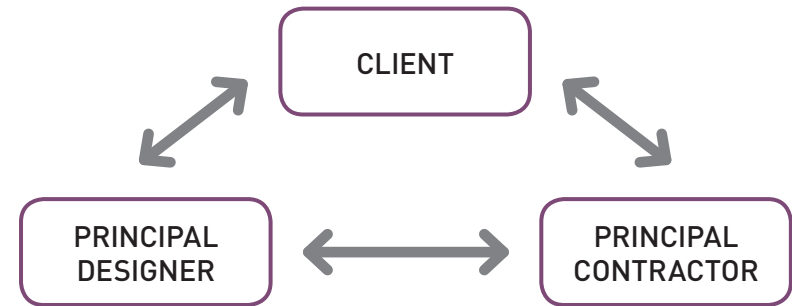 CLIENT
PRINCIPAL
DESIGNER
PRINCIPAL
CONTRACTOR